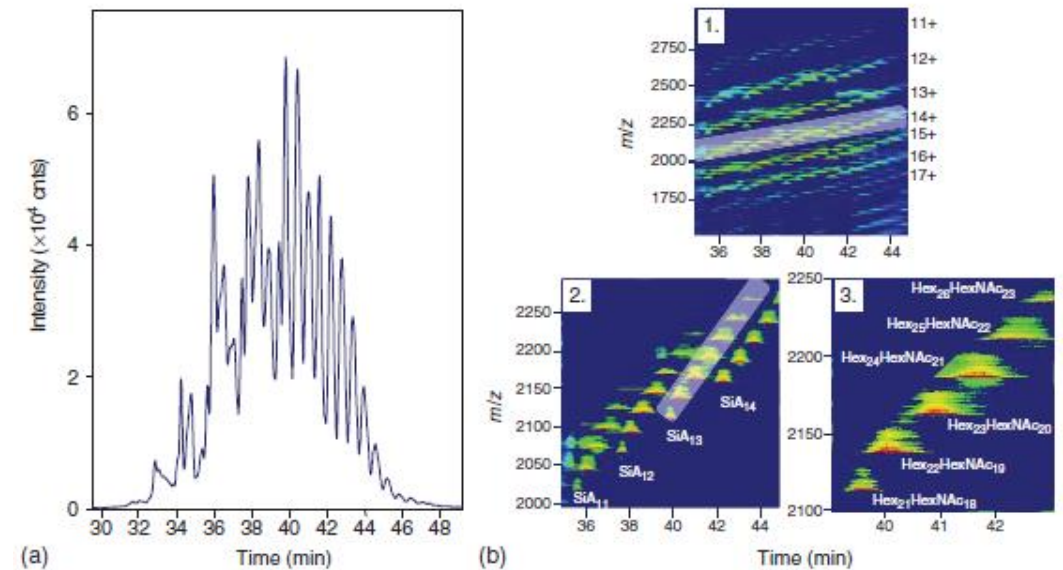 6
4
2
0
Intensity (×10⁴ cnts)
30 32 34 36 38 40 42 44 46 48
Time (min)
(a)
1.
2750
2500
2250
2000
1750
m/z
36 38 40 42 44
11+
12+
13+
14+
15+
16+
17+
2.
2250
2200
2150
2100
2050
2000
m/z
SiA₁₄
SiA₁₃
SiA₁₂
SiA₁₁
36 38 40 42 44
3.
2250
2200
2150
2100
Hex₂₆HexNAc₂₃
Hex₂₅HexNAc₂₂
Hex₂₄HexNAc₂₁
Hex₂₃HexNAc₂₀
Hex₂₂HexNAc₁₉
Hex₂₁HexNAc₁₈
40 41 42
(b)
Time (min)